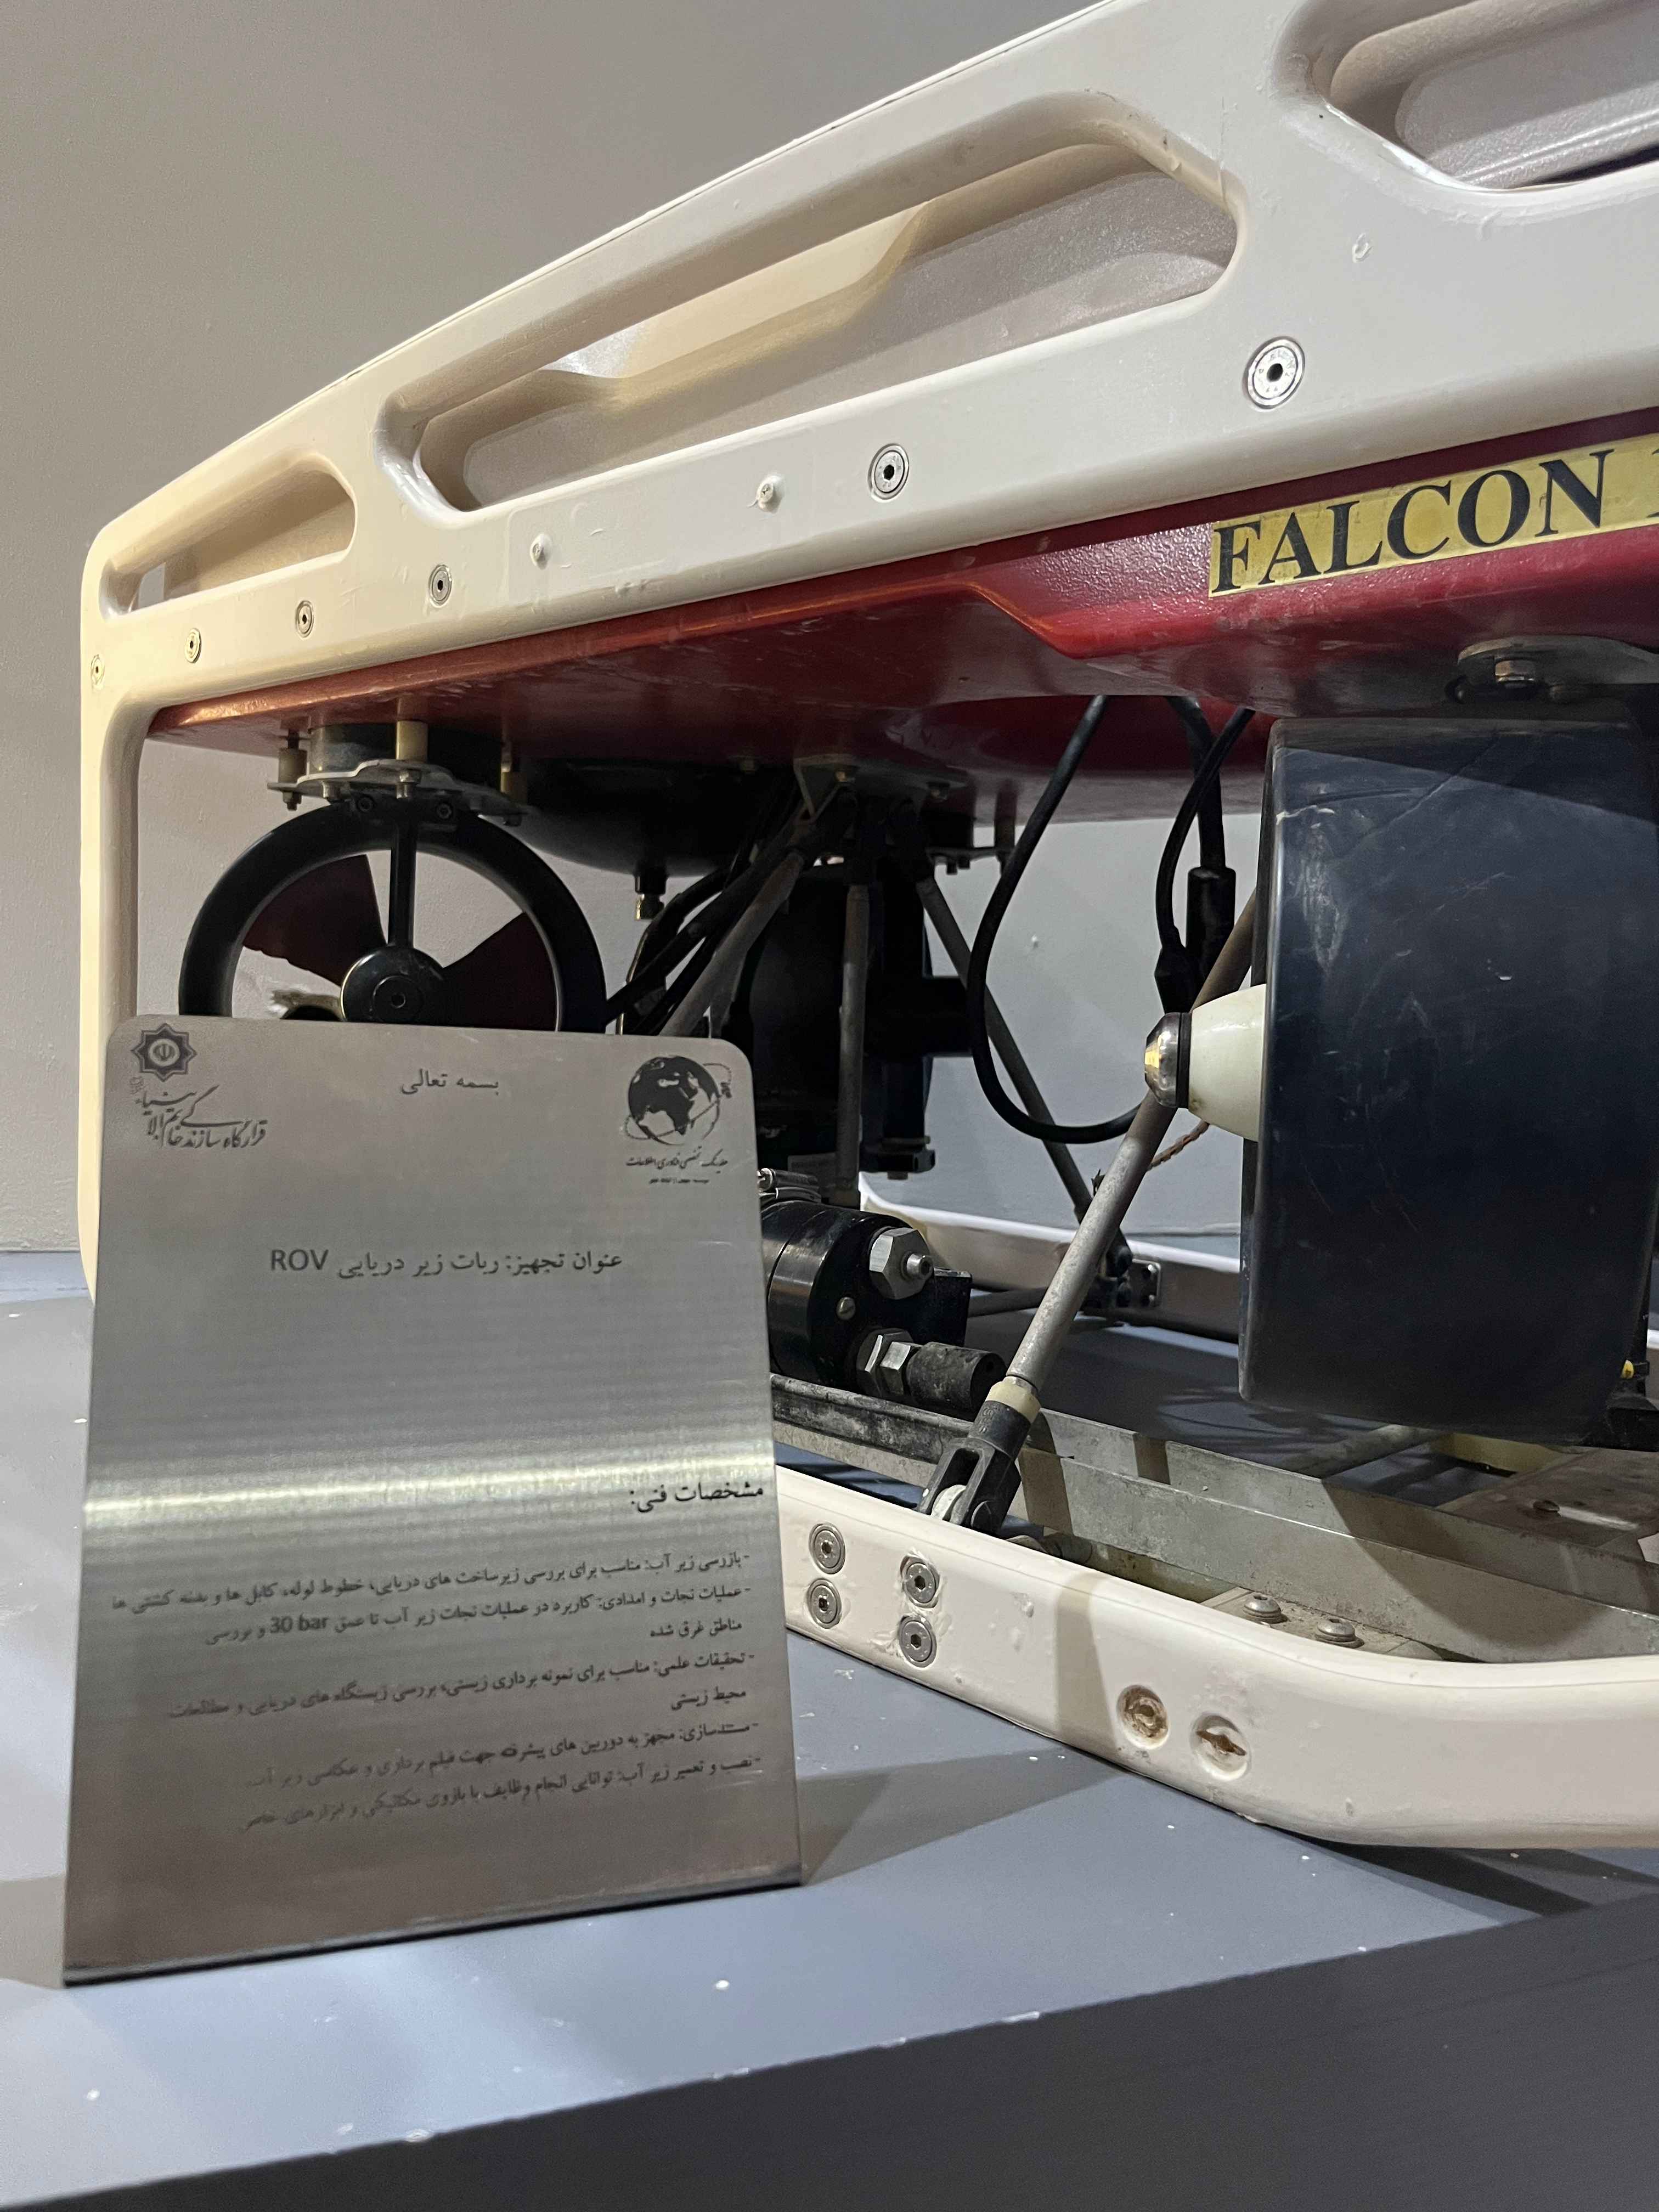 FALCON
بسمه تعالی
قرارگاه سازندگی خاتم الانبیاء
هلدینگ تخصصی فناوری اطلاعات
عنوان تجهیز: ربات زیر دریایی ROV
مشخصات فنی:
-بازرسی زیر آب: مناسب برای بررسی زیرساخت های دریایی، خطوط لوله، کابل ها و بدنه کشتی ها
-عملیات نجات و امدادی: کاربرد در عملیات نجات زیر آب تا عمق 30 bar و بررسی
مناطق غرق شده
-تحقیقات علمی: مناسب برای نمونه برداری زیستی، بررسی زیستگاه های دریایی و مطالعات
محیط زیستی
-مستندسازی: مجهز به دوربین های پیشرفته جهت فیلم برداری و عکاسی زیر آب
-نصب و تعمیر زیر آب: توانایی انجام وظایف با بازوی مکانیکی و ابزارهای خاص